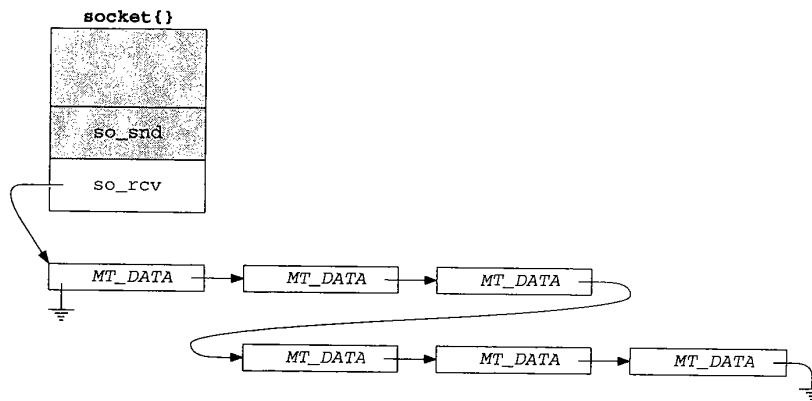 socket{}
so_snd
so_rcv
MT_DATA MT_DATA MT_DATA
MT_DATA MT_DATA MT_DATA